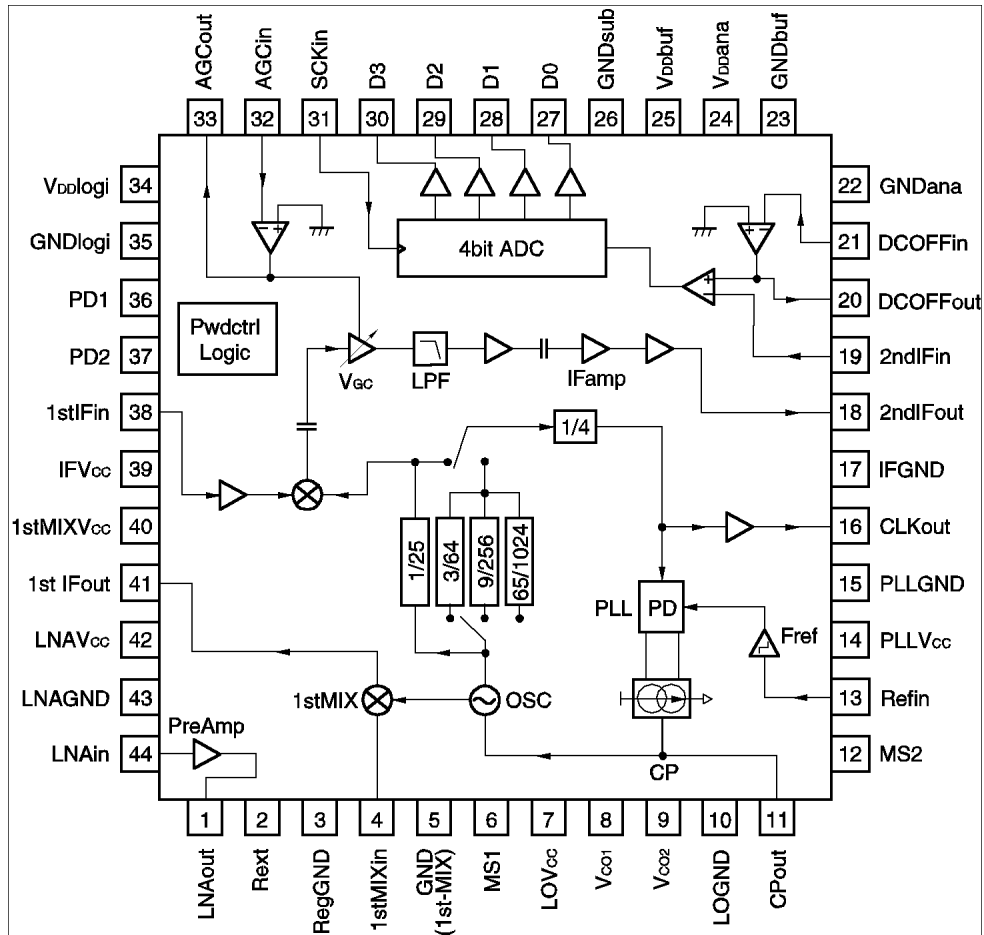 AGCout
AGCin
SCKin
D3
D2
D1
D0
GNDsub
VDDbuf
VDDana
GNDbuf
33
32
31
30
29
28
27
26
25
24
23
VDDlogi 34
22 GNDana
GNDlogi 35
− +
4bit ADC
− +
21 DCOFFin
PD1 36
+
−
20 DCOFFout
Pwdctrl
Logic
PD2 37
VGC
LPF
IFamp
19 2ndIFin
1stIFin 38
1/4
18 2ndIFout
IFVCC 39
17 IFGND
1stMIXVCC 40
1/25
3/64
9/256
65/1024
16 CLKout
1st IFout 41
PLL
PD
15 PLLGND
LNAVCC 42
Fref
14 PLLVCC
LNAGND 43
1stMIX
OSC
13 Refin
PreAmp
LNAin 44
CP
12 MS2
1
2
3
4
5
6
7
8
9
10
11
LNAout
Rext
RegGND
1stMIXin
GND
(1st-MIX)
MS1
LOVCC
VCO1
VCO2
LOGND
CPout